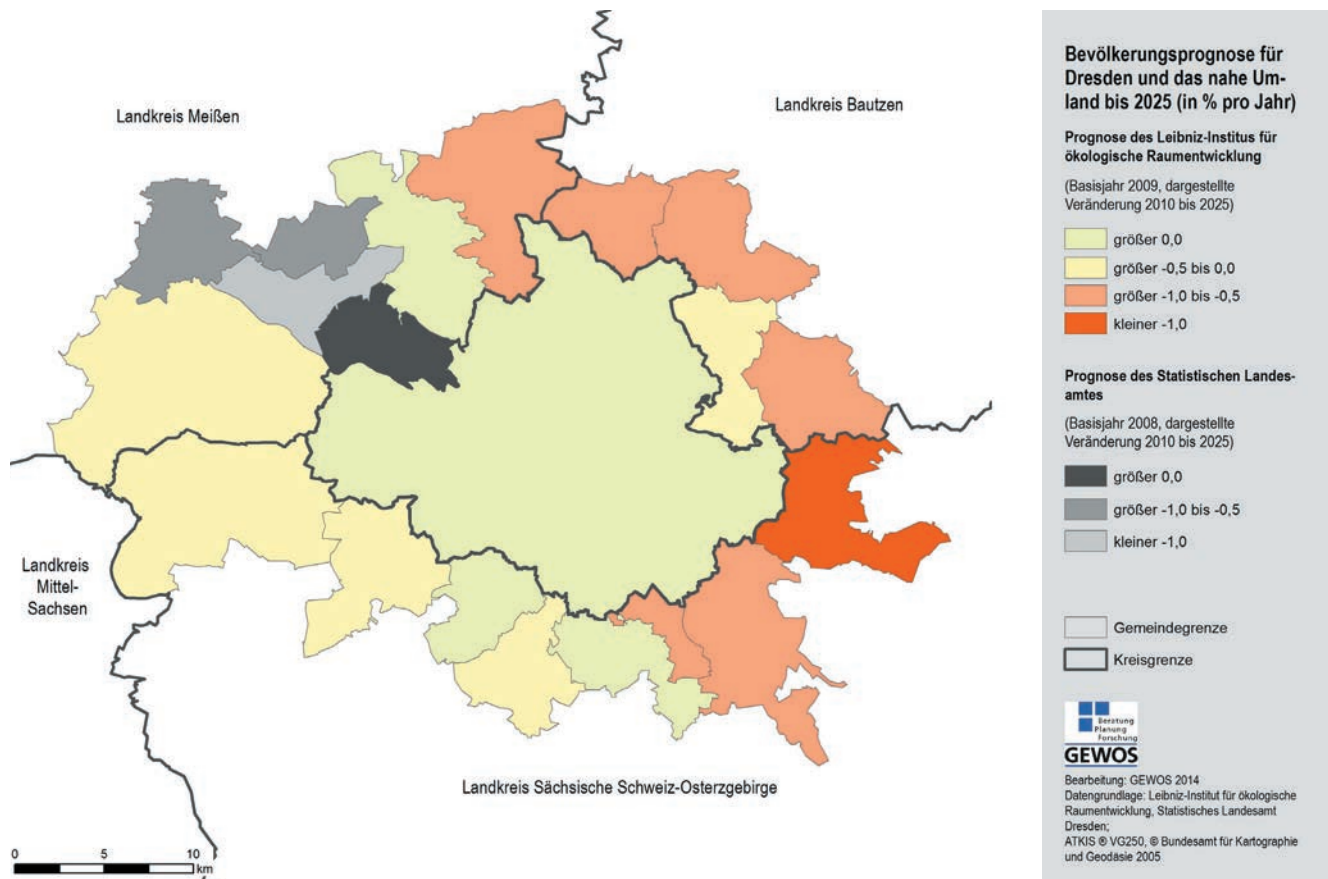 Landkreis Meißen
Landkreis Bautzen
Landkreis
Mittel-
Sachsen
Landkreis Sächsische Schweiz-Osterzgebirge
0 5 10
km
Bevölkerungsprognose für
Dresden und das nahe Um-
land bis 2025 (in % pro Jahr)
Prognose des Leibniz-Institus für
ökologische Raumentwicklung
(Basisjahr 2009, dargestellte
Veränderung 2010 bis 2025)
größer 0,0
größer -0,5 bis 0,0
größer -1,0 bis -0,5
kleiner -1,0
Prognose des Statistischen Landes-
amtes
(Basisjahr 2008, dargestellte
Veränderung 2010 bis 2025)
größer 0,0
größer -1,0 bis -0,5
kleiner -1,0
Gemeindegrenze
Kreisgrenze
Beratung
Planung
Forschung
GEWOS
Bearbeitung: GEWOS 2014
Datengrundlage: Leibniz-Institut für ökologische
Raumentwicklung, Statistisches Landesamt
Dresden;
ATKIS ® VG250, © Bundesamt für Kartographie
und Geodäsie 2005